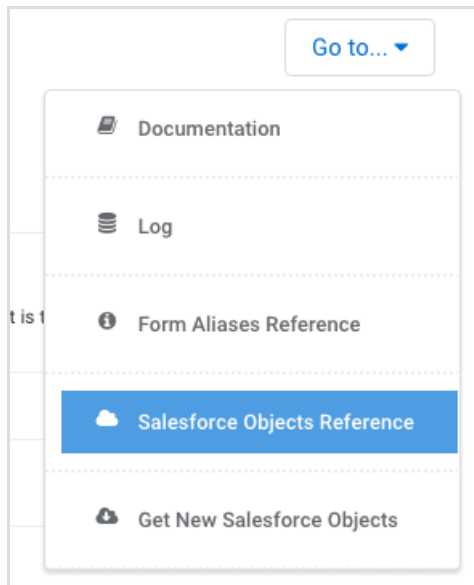 Go to...
Documentation
Log
t is t
Form Aliases Reference
Salesforce Objects Reference
Get New Salesforce Objects